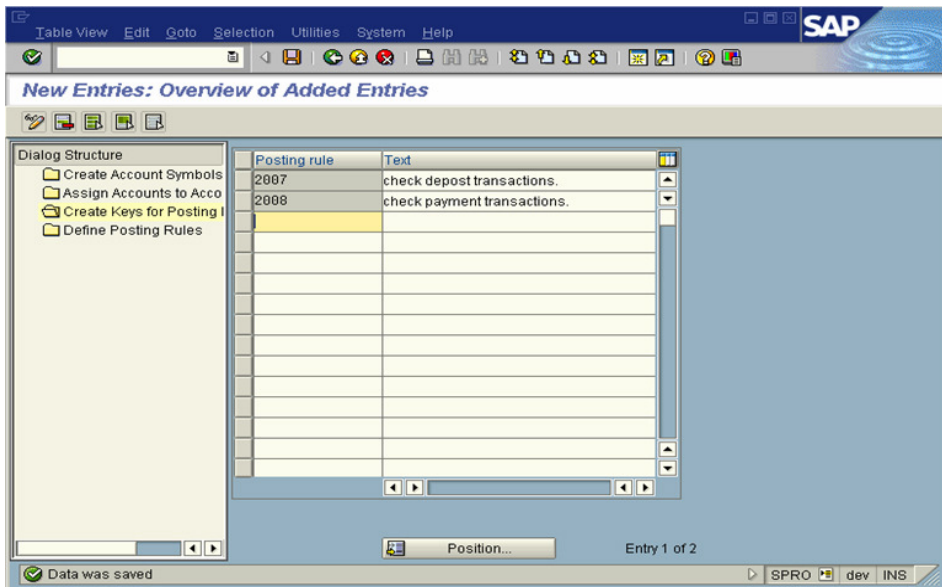 Table View Edit Goto Selection Utilities System Help
SAP
New Entries: Overview of Added Entries
Dialog Structure
Create Account Symbols
Assign Accounts to Acco
Create Keys for Posting
Define Posting Rules
Posting rule Text
2007 check depost transactions.
2008 check payment transactions.
Position... Entry 1 of 2
Data was saved SPRO dev INS